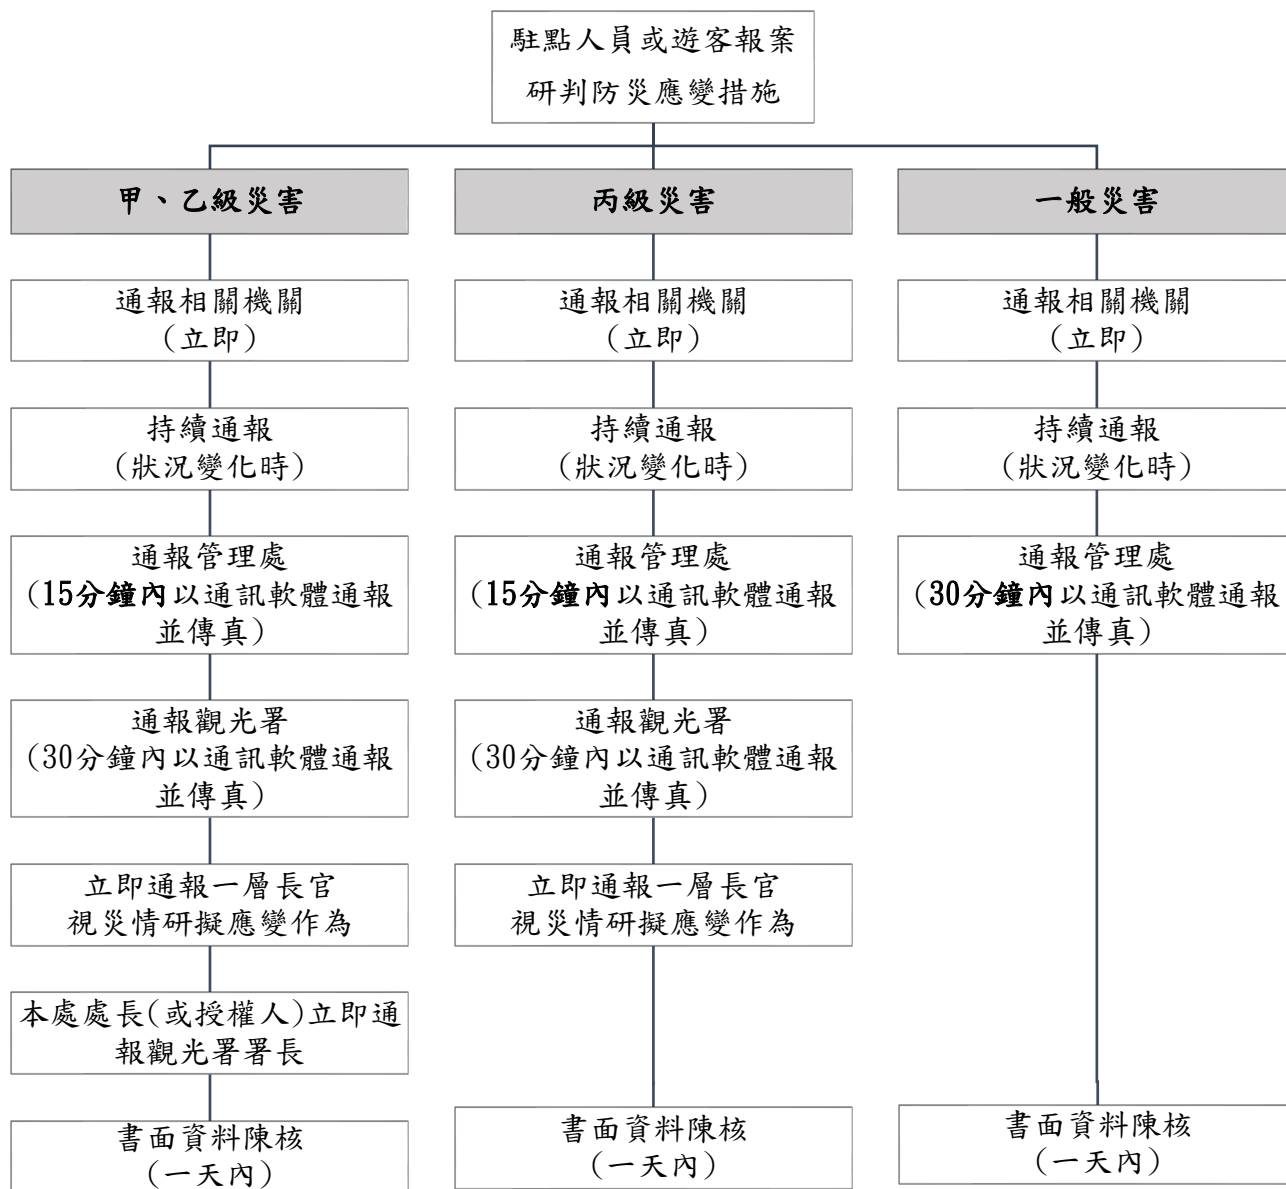 駐點人員或遊客報案
研判防災應變措施
甲、乙級災害
通報相關機關
(立即)
持續通報
(狀況變化時)
通報管理處
(15分鐘內以通訊軟體通報
並傳真)
通報觀光署
(30分鐘內以通訊軟體通報
並傳真)
立即通報一層長官
視災情研擬應變作為
本處處長(或授權人)立即通
報觀光署署長
書面資料陳核
(一天內)
丙級災害
通報相關機關
(立即)
持續通報
(狀況變化時)
通報管理處
(15分鐘內以通訊軟體通報
並傳真)
通報觀光署
(30分鐘內以通訊軟體通報
並傳真)
立即通報一層長官
視災情研擬應變作為
書面資料陳核
(一天內)
一般災害
通報相關機關
(立即)
持續通報
(狀況變化時)
通報管理處
(30分鐘內以通訊軟體通報
並傳真)
書面資料陳核
(一天內)